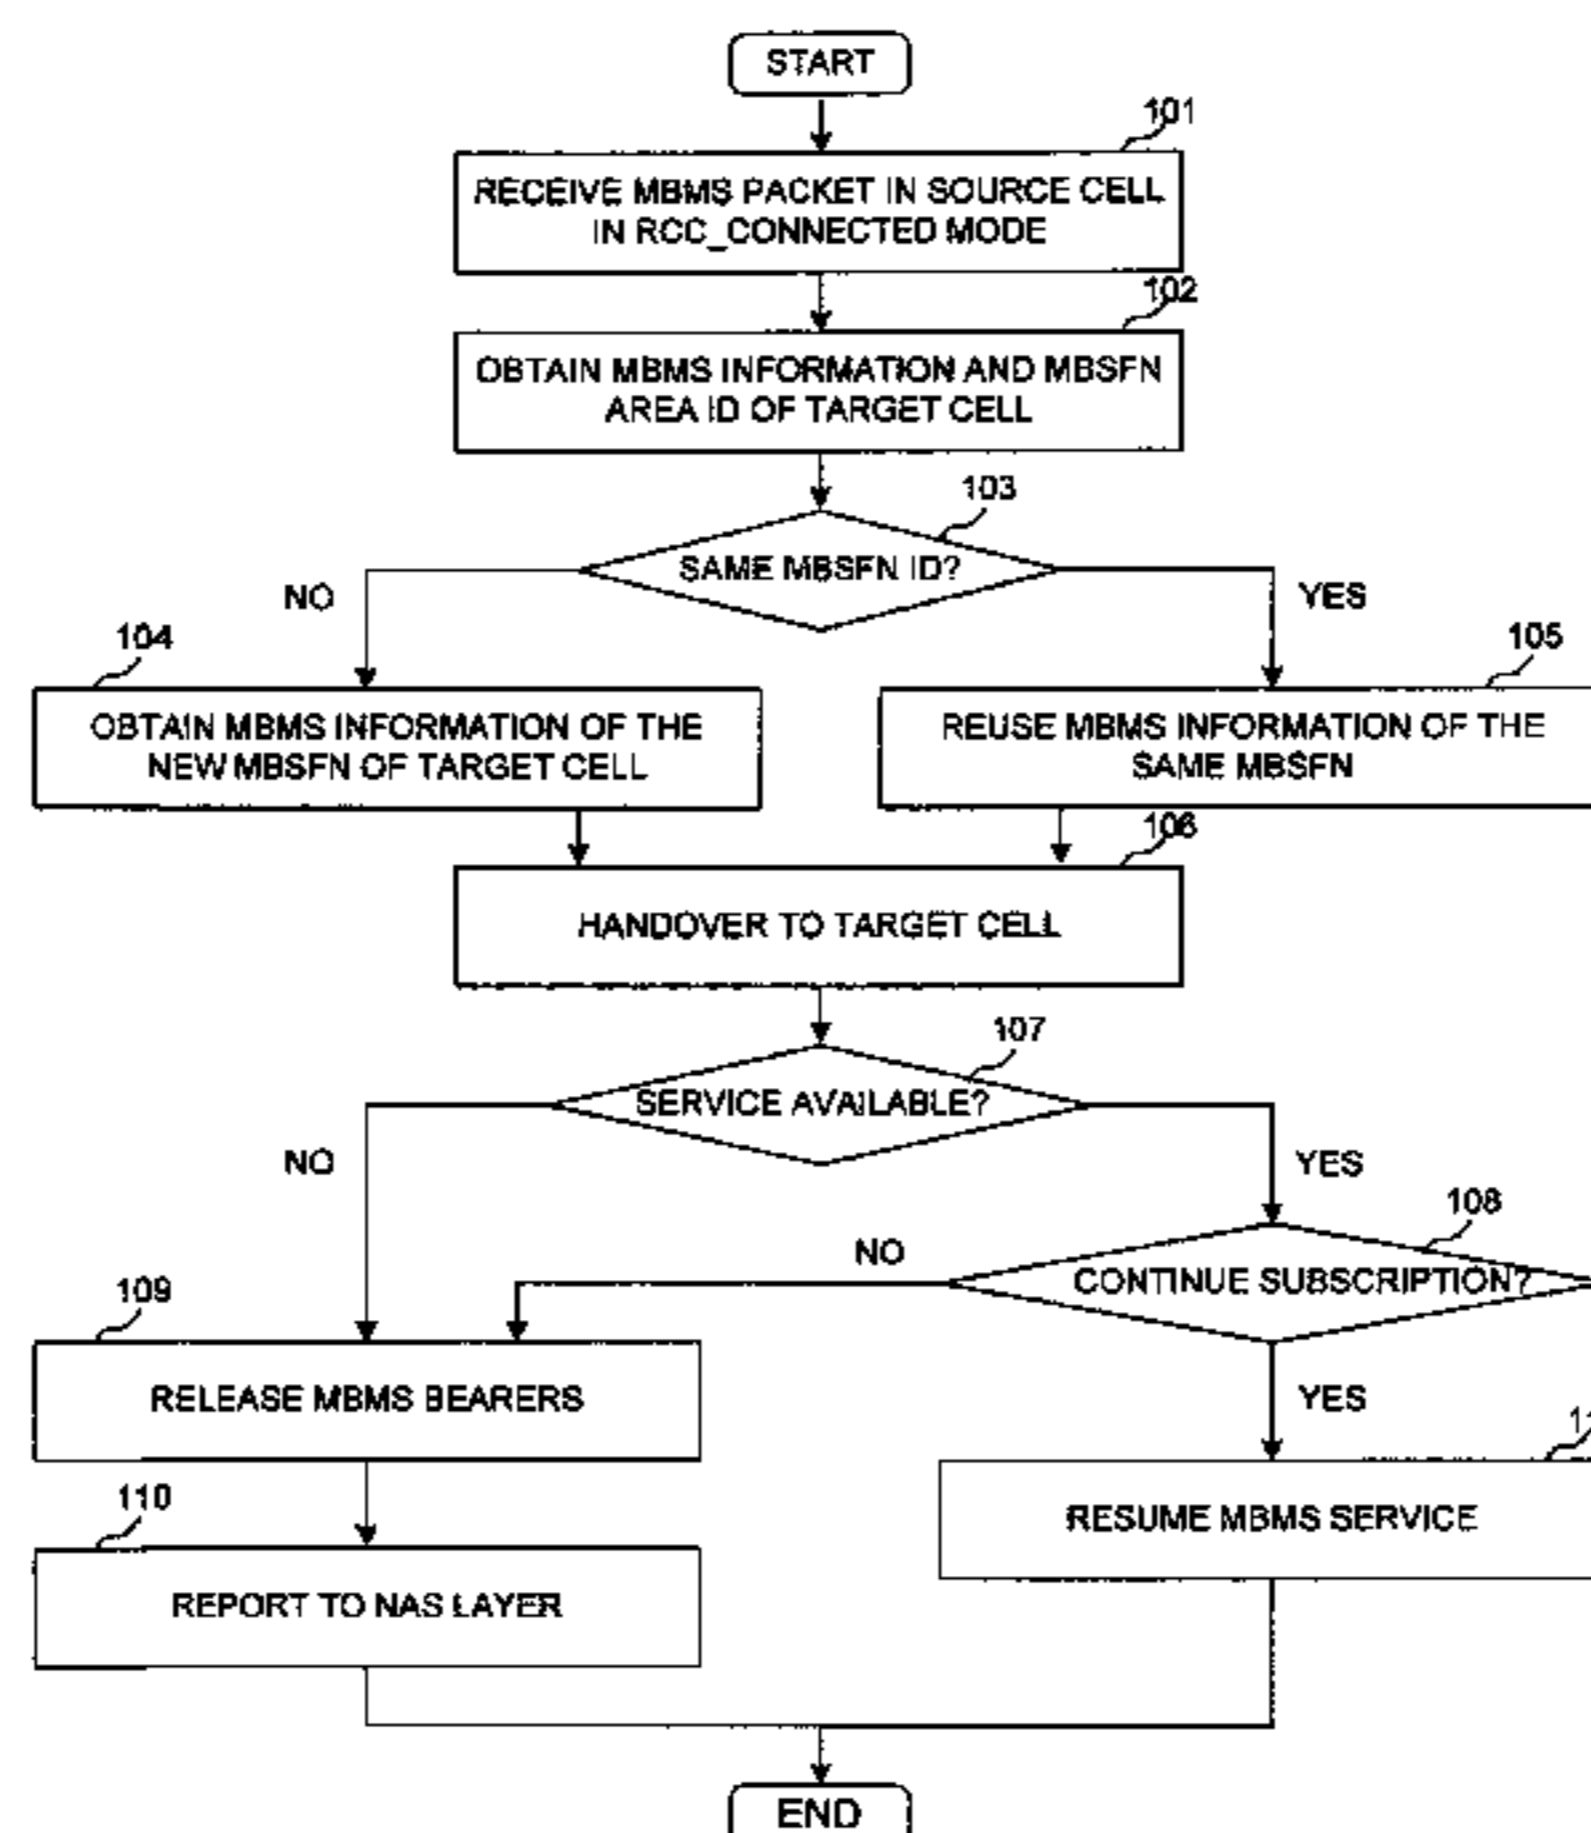 START
101
RECEIVE MBMS PACKET IN SOURCE CELL
IN RCC_CONNECTED MODE
102
OBTAIN MBMS INFORMATION AND MBSFN
AREA ID OF TARGET CELL
103
SAME MBSFN ID?
NO
YES
104
105
OBTAIN MBMS INFORMATION OF THE
NEW MBSFN OF TARGET CELL
REUSE MBMS INFORMATION OF THE
SAME MBSFN
106
HANDOVER TO TARGET CELL
107
SERVICE AVAILABLE?
NO
YES
108
NO
CONTINUE SUBSCRIPTION?
109
RELEASE MBMS BEARERS
YES
110
RESUME MBMS SERVICE
REPORT TO NAS LAYER
END